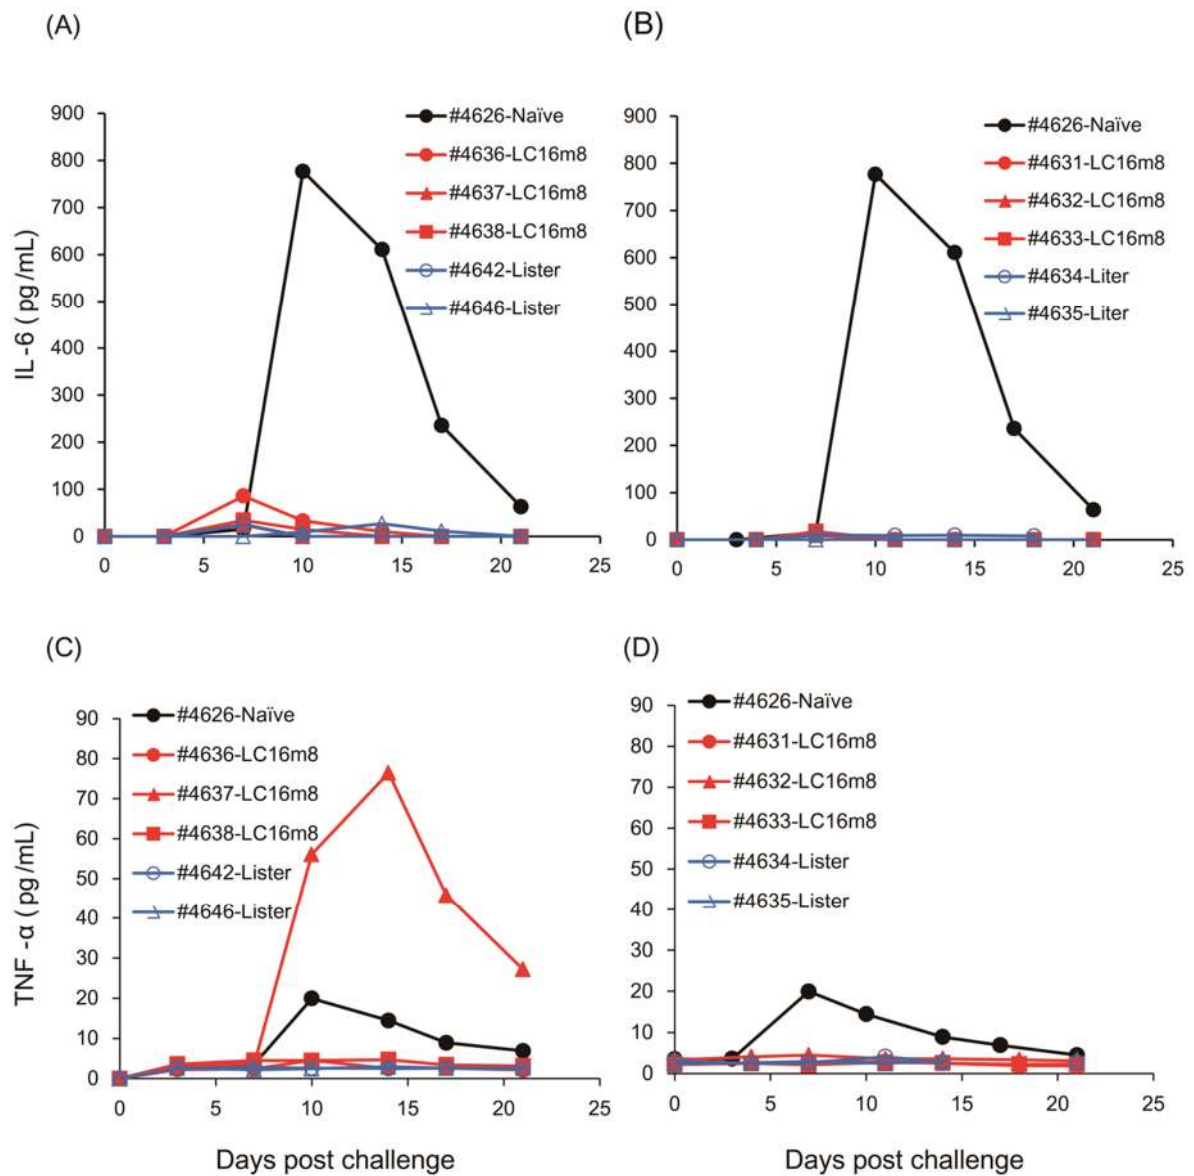 (A)
900
800
700
600
500
400
300
200
100
0
0 5 10 15 20 25
IL-6 ( pg /mL)
#4626-Naïve
#4636-LC16m8
#4637-LC16m8
#4638-LC16m8
#4642-Lister
#4646-Lister
(B)
900
800
700
600
500
400
300
200
100
0
0 5 10 15 20 25
#4626-Naïve
#4631-LC16m8
#4632-LC16m8
#4633-LC16m8
#4634-Liter
#4635-Liter
(C)
90
80
70
60
50
40
30
20
10
0
0 5 10 15 20 25
TNF -α ( pg /mL)
#4626-Naïve
#4636-LC16m8
#4637-LC16m8
#4638-LC16m8
#4642-Lister
#4646-Lister
Days post challenge
(D)
90
80
70
60
50
40
30
20
10
0
0 5 10 15 20 25
#4626-Naïve
#4631-LC16m8
#4632-LC16m8
#4633-LC16m8
#4634-Lister
#4635-Lister
Days post challenge